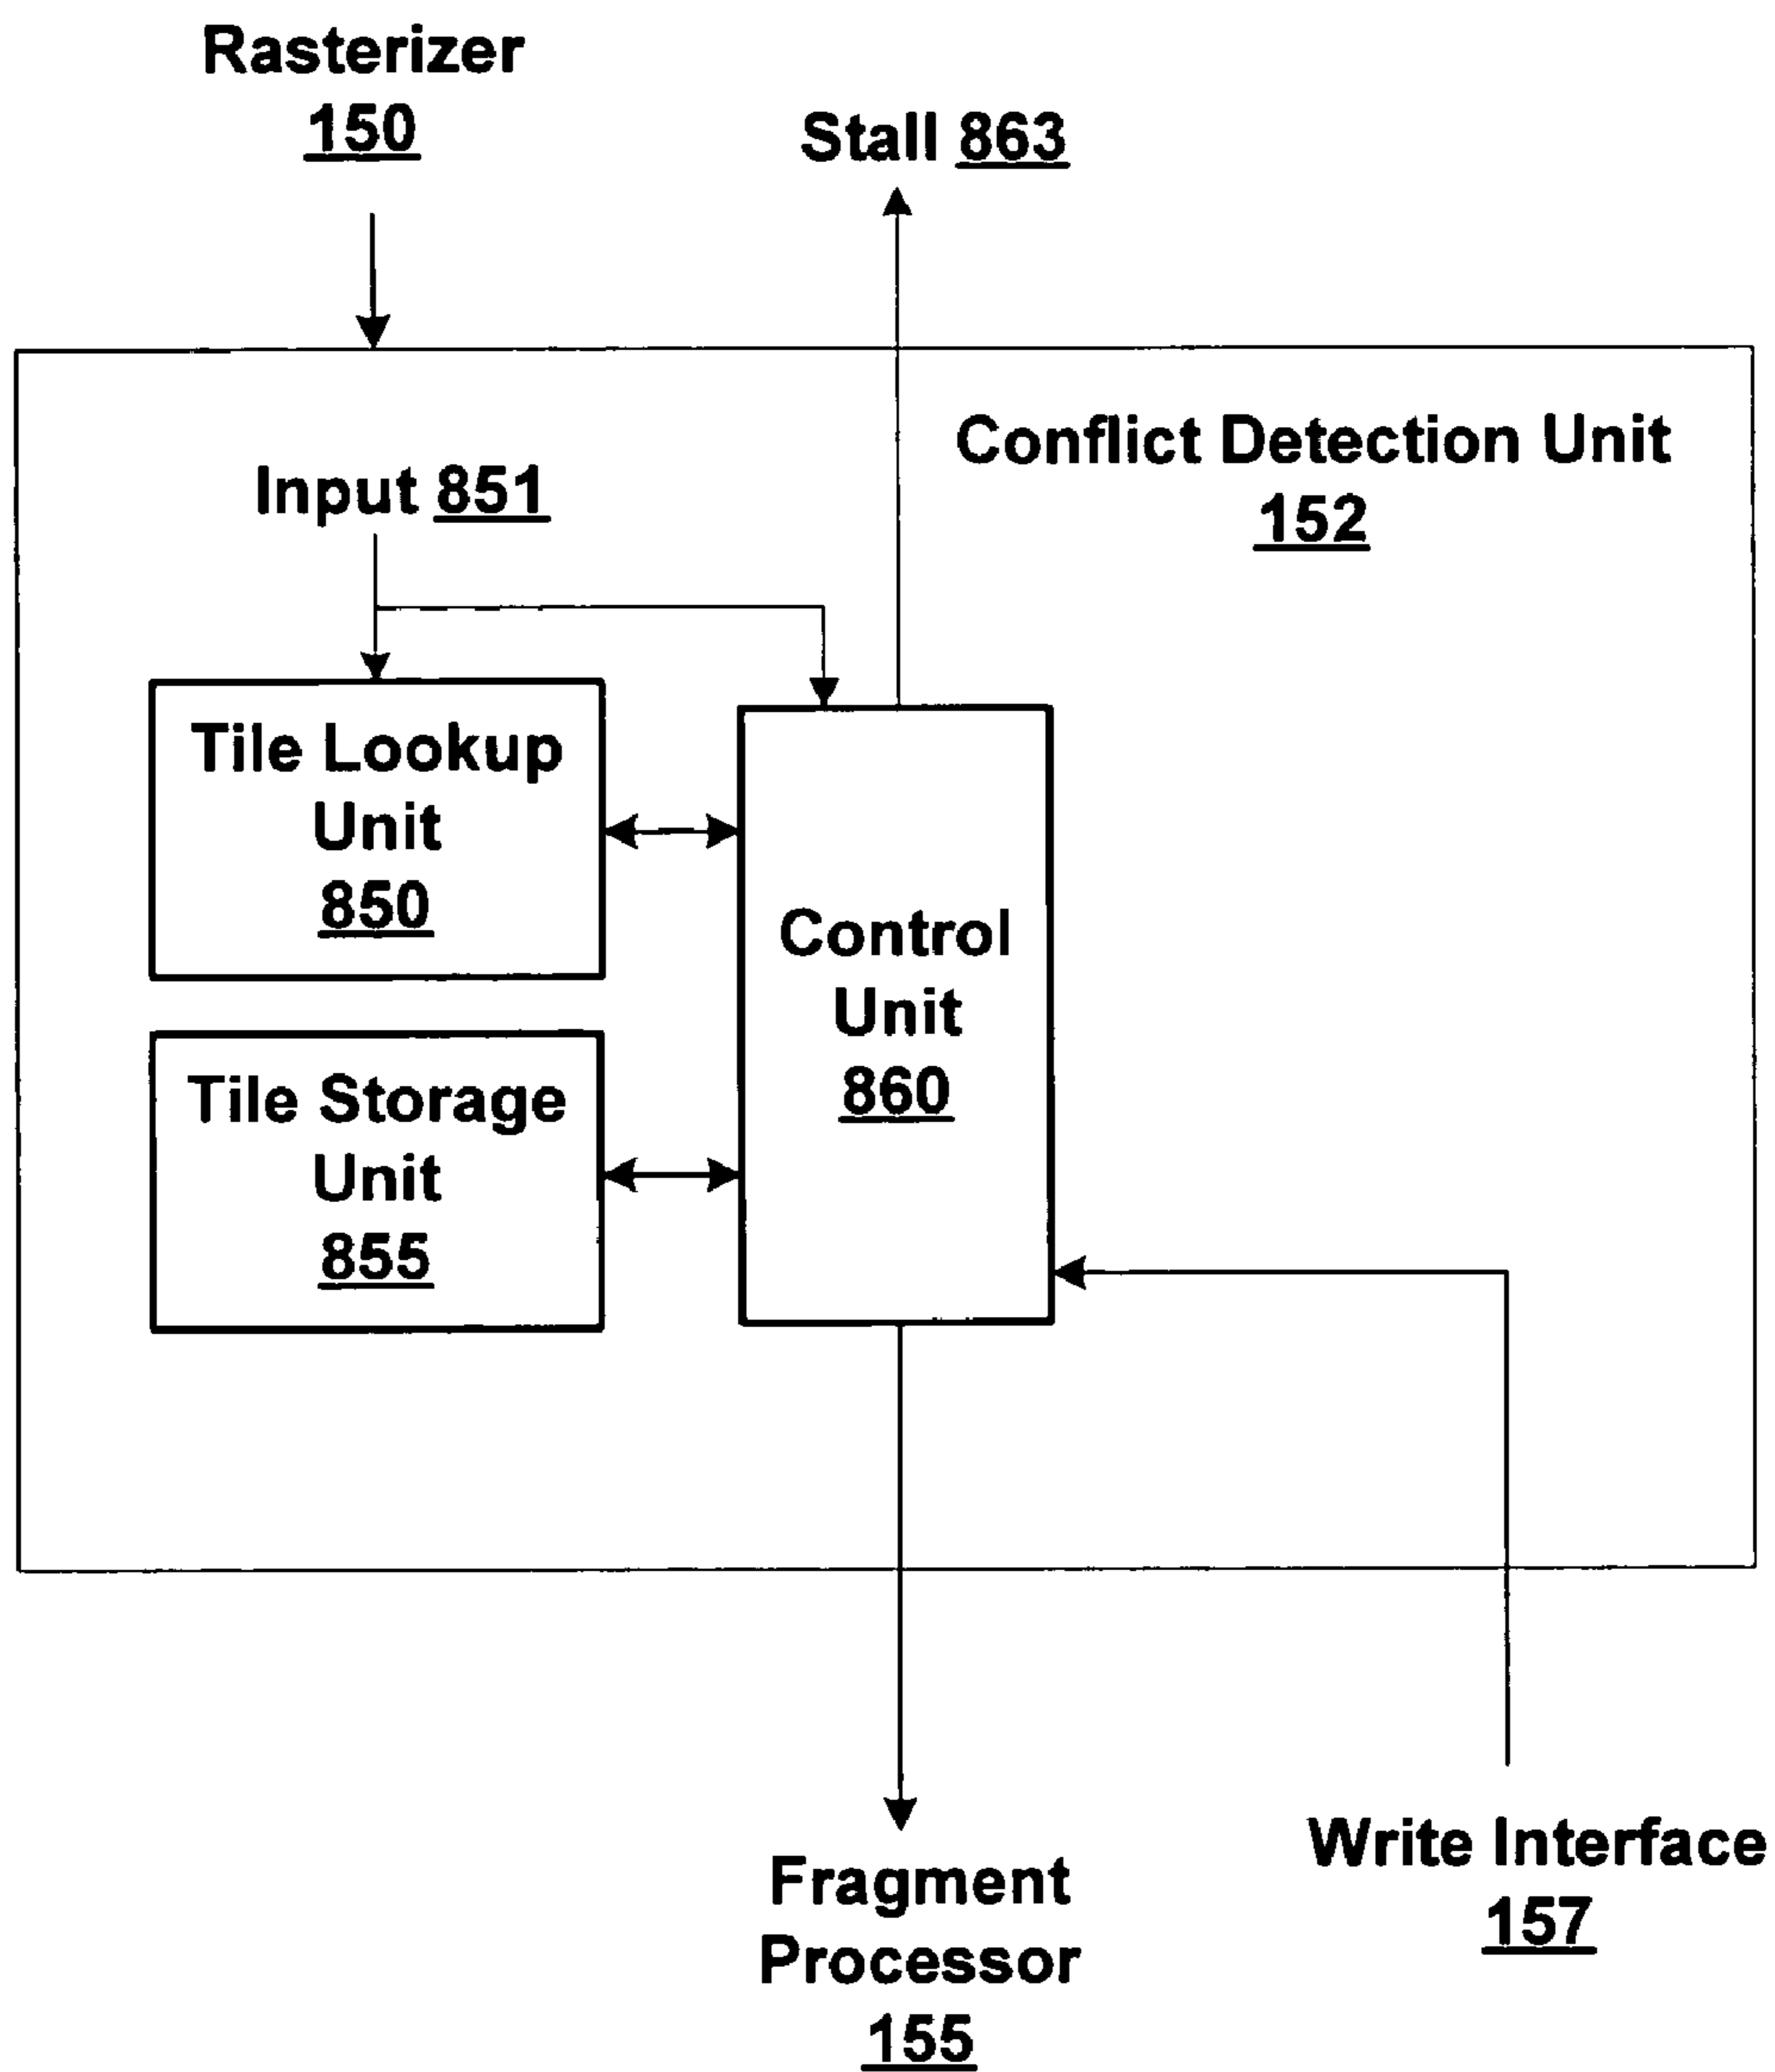 Rasterizer
150
Stall 863
Conflict Detection Unit
152
Input 851
Tile Lookup
Unit
850
Control
Unit
860
Tile Storage
Unit
855
Fragment
Processor
155
Write Interface
157